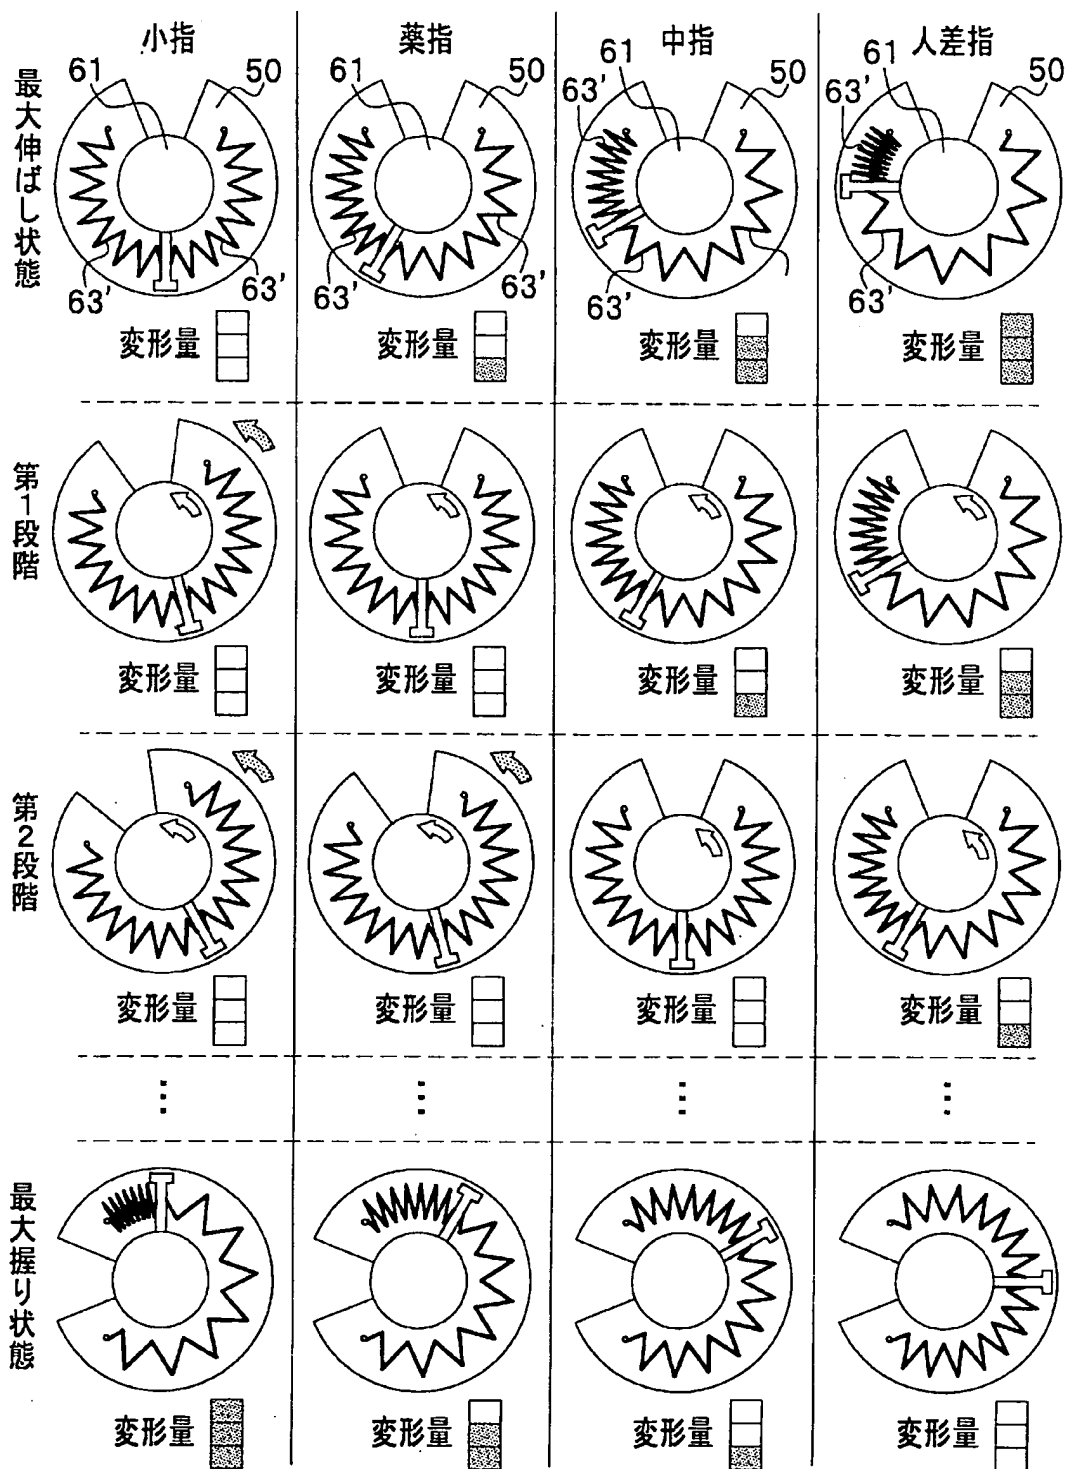 小指
薬指
中指
人差指
最大伸ばし状態
61
50
63'
63'
変形量
61
50
63'
63'
変形量
61
50
63'
63'
変形量
61
50
63'
63'
変形量
第1段階
変形量
変形量
変形量
変形量
第2段階
変形量
変形量
変形量
変形量
⋮
⋮
⋮
⋮
最大握り状態
変形量
変形量
変形量
変形量